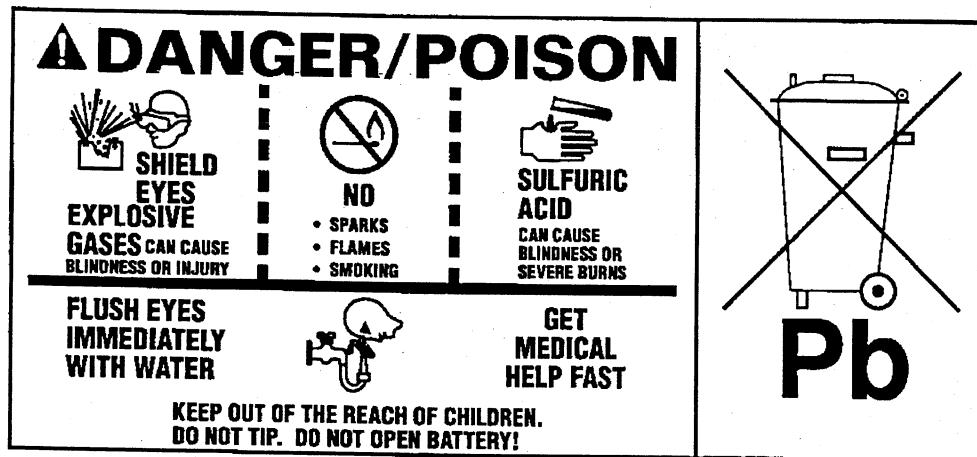 DANGER/POISON
SHIELD
EYES
EXPLOSIVE
GASES CAN CAUSE
BLINDNESS OR INJURY
NO
• SPARKS
• FLAMES
• SMOKING
SULFURIC
ACID
CAN CAUSE
BLINDNESS OR
SEVERE BURNS
FLUSH EYES
IMMEDIATELY
WITH WATER
GET
MEDICAL
HELP FAST
KEEP OUT OF THE REACH OF CHILDREN.
DO NOT TIP. DO NOT OPEN BATTERY!
Pb